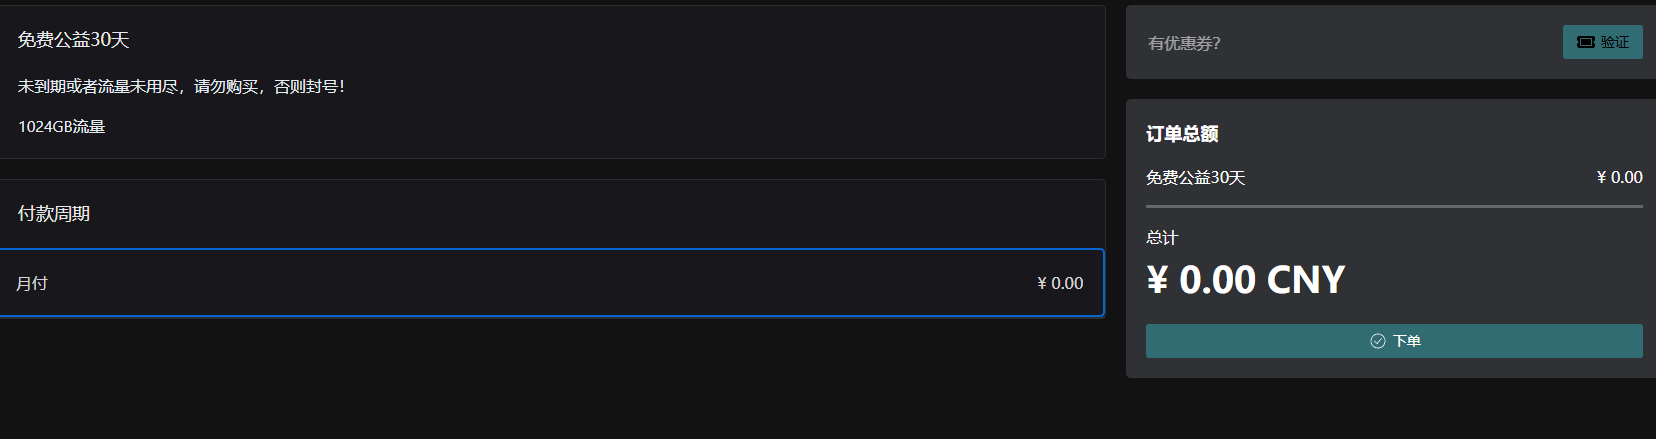 免费公益30天
未到期或者流量未用尽，请勿购买，否则封号！
1024GB流量
付款周期
月付 ¥ 0.00
有优惠券？
验证
订单总额
免费公益30天 ¥ 0.00
总计
¥ 0.00 CNY
下单